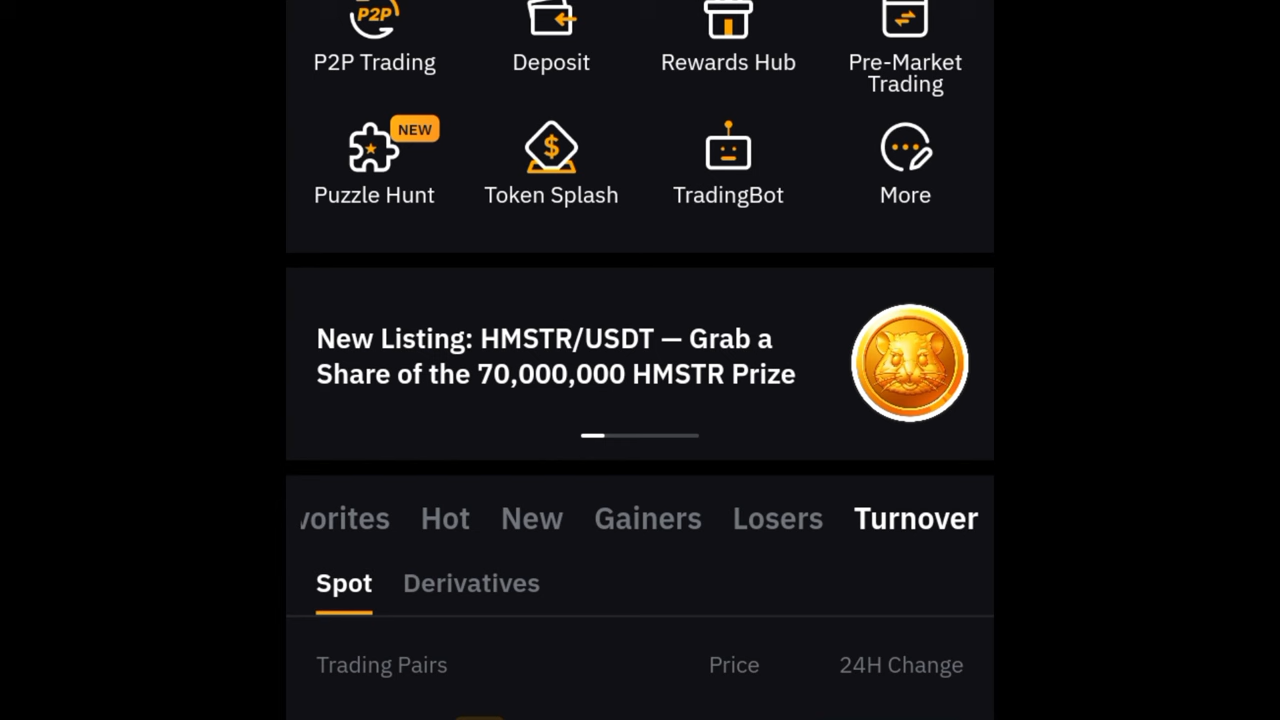 P2P
P2P Trading
Deposit
Rewards Hub
Pre-Market
Trading
NEW
Puzzle Hunt
$
Token Splash
TradingBot
More
New Listing: HMSTR/USDT — Grab a
Share of the 70,000,000 HMSTR Prize
vorites Hot New Gainers Losers Turnover
Spot Derivatives
Trading Pairs Price 24H Change